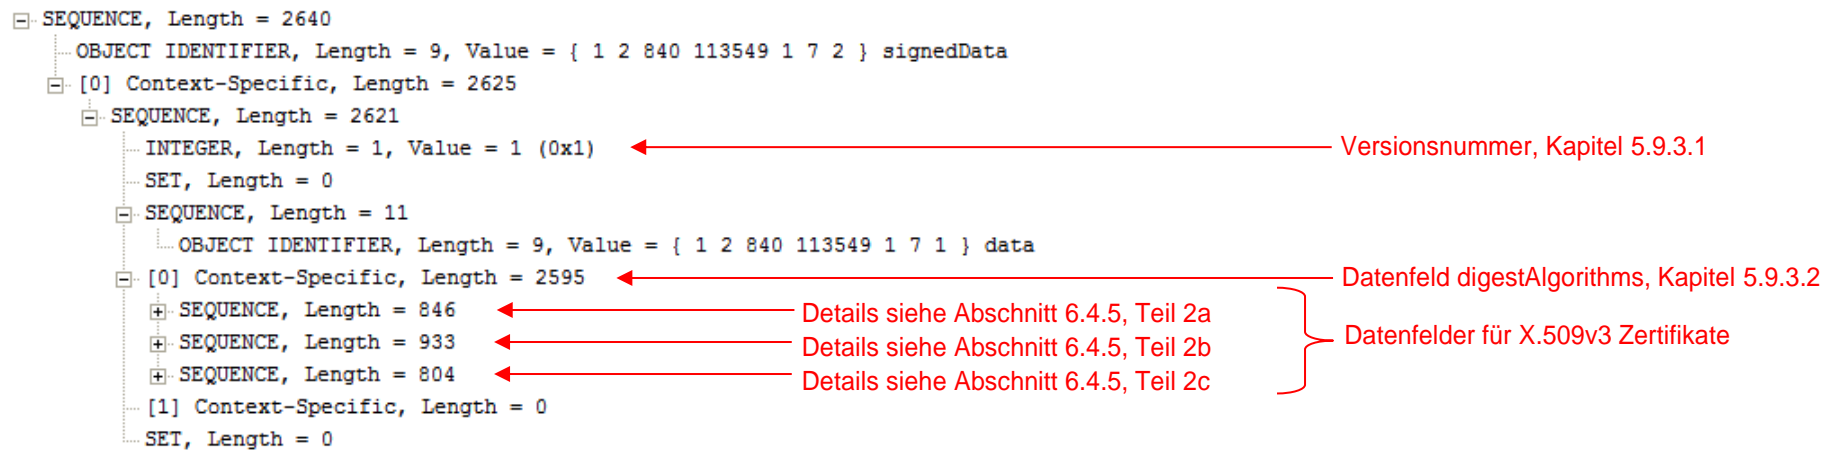 SEQUENCE, Length = 2640
OBJECT IDENTIFIER, Length = 9, Value = { 1 2 840 113549 1 7 2 } signedData
[0] Context-Specific, Length = 2625
SEQUENCE, Length = 2621
INTEGER, Length = 1, Value = 1 (0x1) Versionsnummer, Kapitel 5.9.3.1
SET, Length = 0
SEQUENCE, Length = 11
OBJECT IDENTIFIER, Length = 9, Value = { 1 2 840 113549 1 7 1 } data
[0] Context-Specific, Length = 2595 Datenfeld digestAlgorithms, Kapitel 5.9.3.2
SEQUENCE, Length = 846 Details siehe Abschnitt 6.4.5, Teil 2a
SEQUENCE, Length = 933 Details siehe Abschnitt 6.4.5, Teil 2b Datenfelder für X.509v3 Zertifikate
SEQUENCE, Length = 804 Details siehe Abschnitt 6.4.5, Teil 2c
[1] Context-Specific, Length = 0
SET, Length = 0